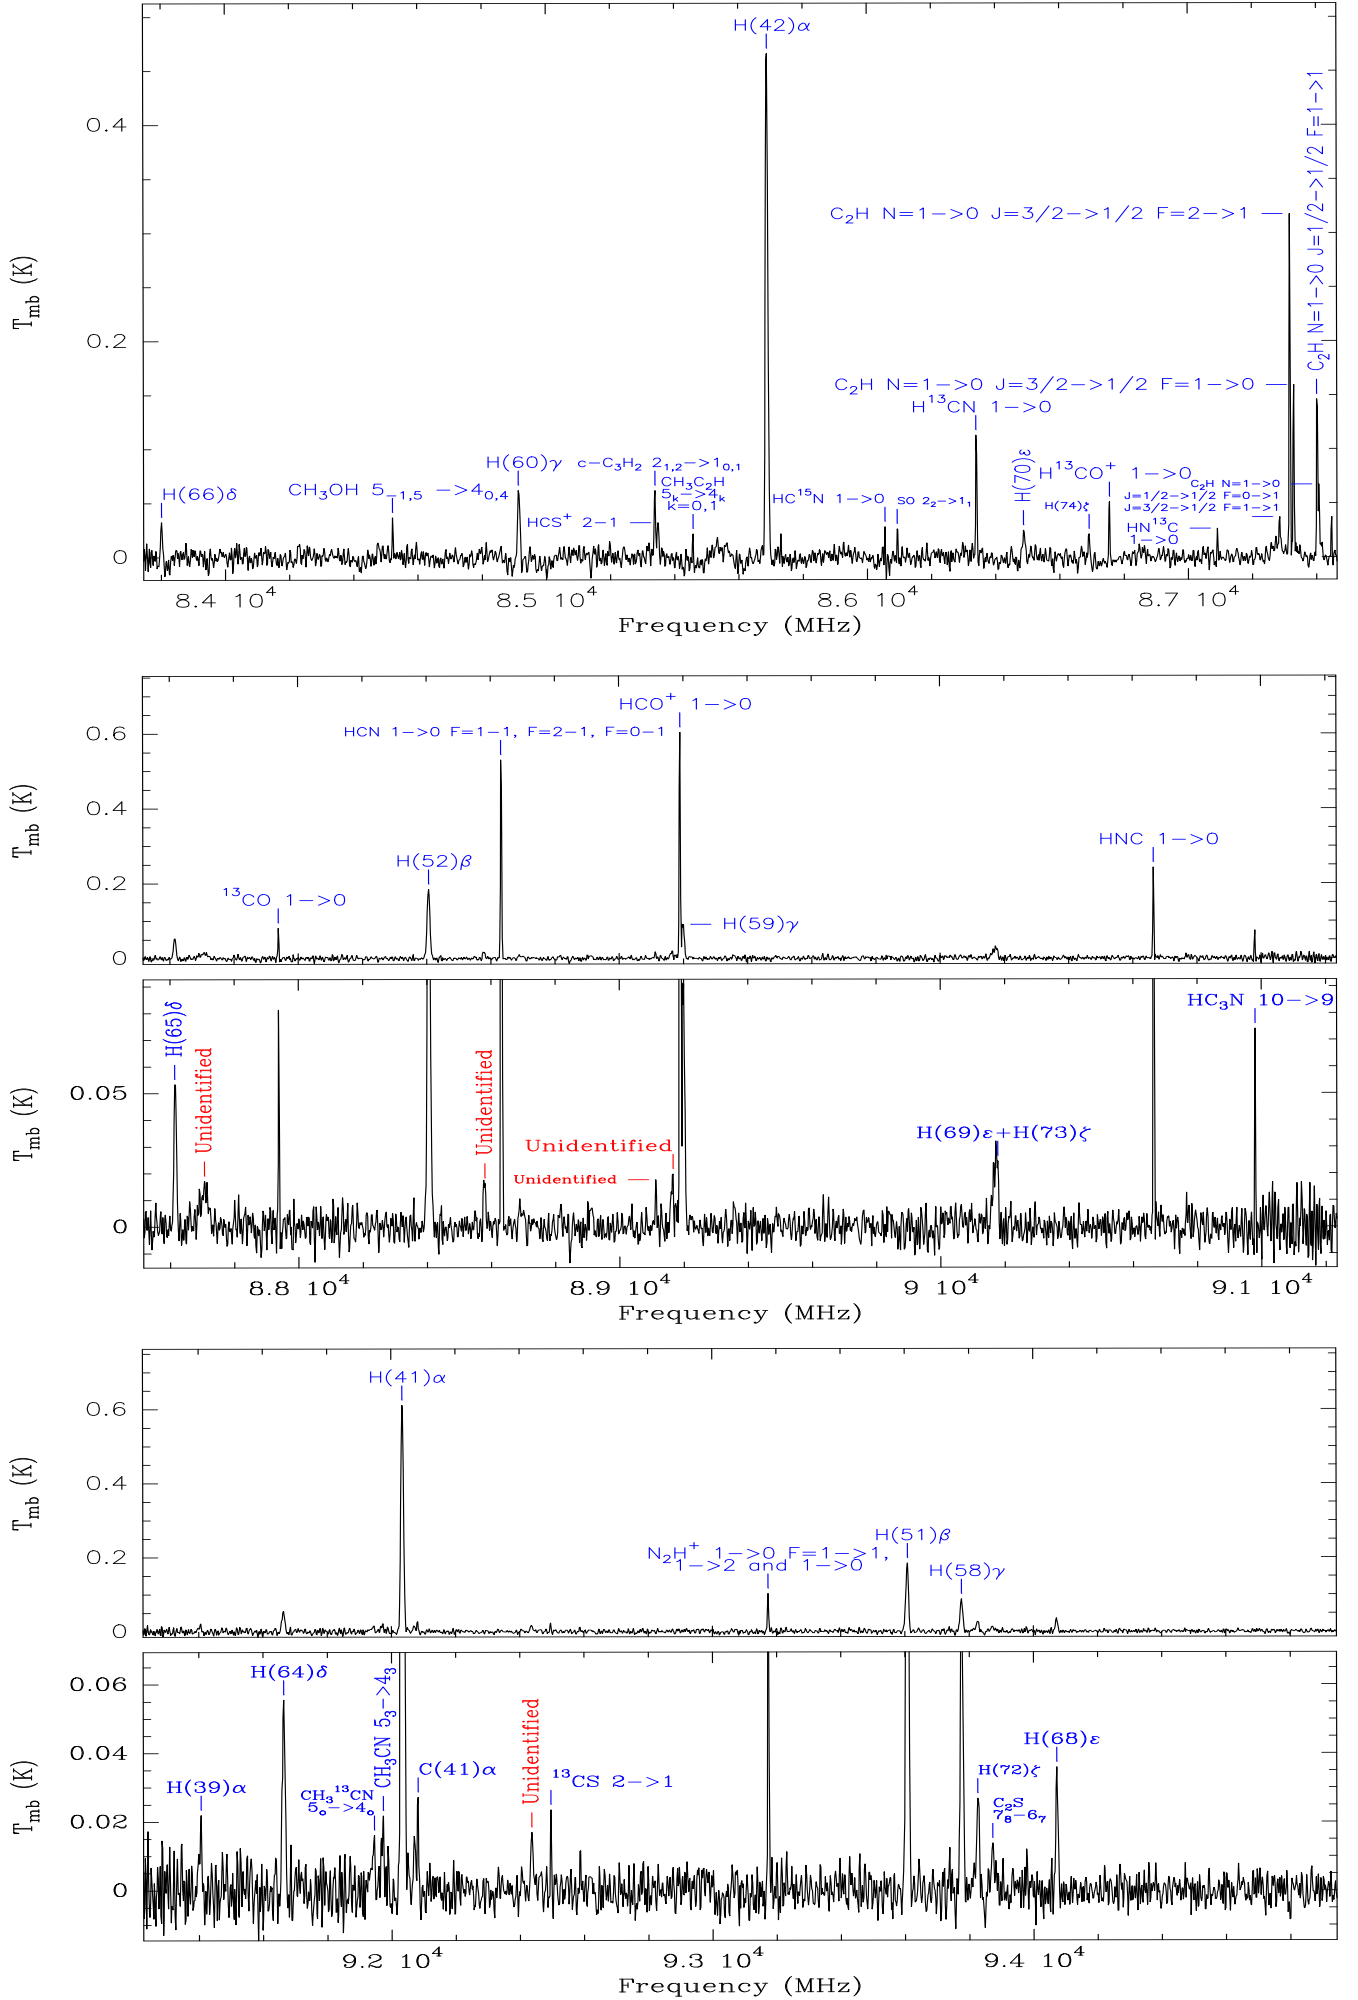 H(42)α
0.4
C₂H N=1–>0 J=1/2–>1/2 F=1–>1
C₂H N=1–>0 J=3/2–>1/2 F=2–>1
T_mb (K)
0.2
C₂H N=1–>0 J=3/2–>1/2 F=1–>0
H¹³CN 1–>0
H(60)γ
c–C₃H₂ 2₁,₂–>1₀,₁
H(70)ε
H¹³CO⁺ 1–>0
CH₃C₂H
5ₖ–>4ₖ
k=0,1
C₂H N=1–>0
J=1/2–>1/2 F=0–>1
J=3/2–>1/2 F=1–>1
H(66)δ
CH₃OH 5₋₁,₅ –>4₀,₄
HC¹⁵N 1–>0
SO 2₂–>1₁
H(74)ζ
HCS⁺ 2–1
HN¹³C
1–>0
0
8.4 10⁴
8.5 10⁴
8.6 10⁴
8.7 10⁴
Frequency (MHz)
HCO⁺ 1–>0
0.6
HCN 1–>0 F=1–1, F=2–1, F=0–1
T_mb (K)
0.4
HNC 1–>0
H(52)β
0.2
¹³CO 1–>0
H(59)γ
0
HC₃N 10–>9
H(65)δ
Unidentified
Unidentified
T_mb (K)
0.05
Unidentified
H(69)ε+H(73)ζ
Unidentified
0
8.8 10⁴
8.9 10⁴
9 10⁴
9.1 10⁴
Frequency (MHz)
H(41)α
0.6
T_mb (K)
0.4
0.2
N₂H⁺ 1–>0 F=1–>1,
1–>2 and 1–>0
H(51)β
H(58)γ
0
H(64)δ
0.06
CH₃CN 5₃–>4₃
Unidentified
H(68)ε
T_mb (K)
0.04
H(39)α
CH₃¹³CN
5₀–>4₀
C(41)α
¹³CS 2–>1
H(72)ζ
C₂S
7₈–6₇
0.02
0
9.2 10⁴
9.3 10⁴
9.4 10⁴
Frequency (MHz)